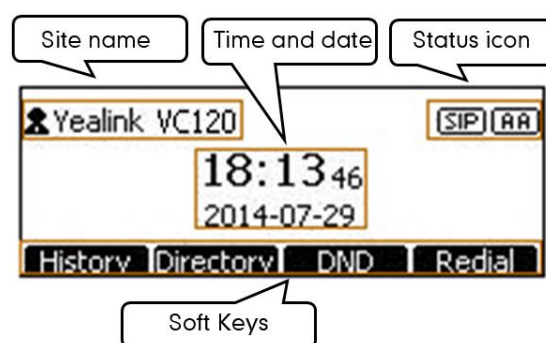 Site name Time and date Status icon
Yealink VC120 SIP AA
18:13 46
2014-07-29
History Directory DND Redial
Soft Keys